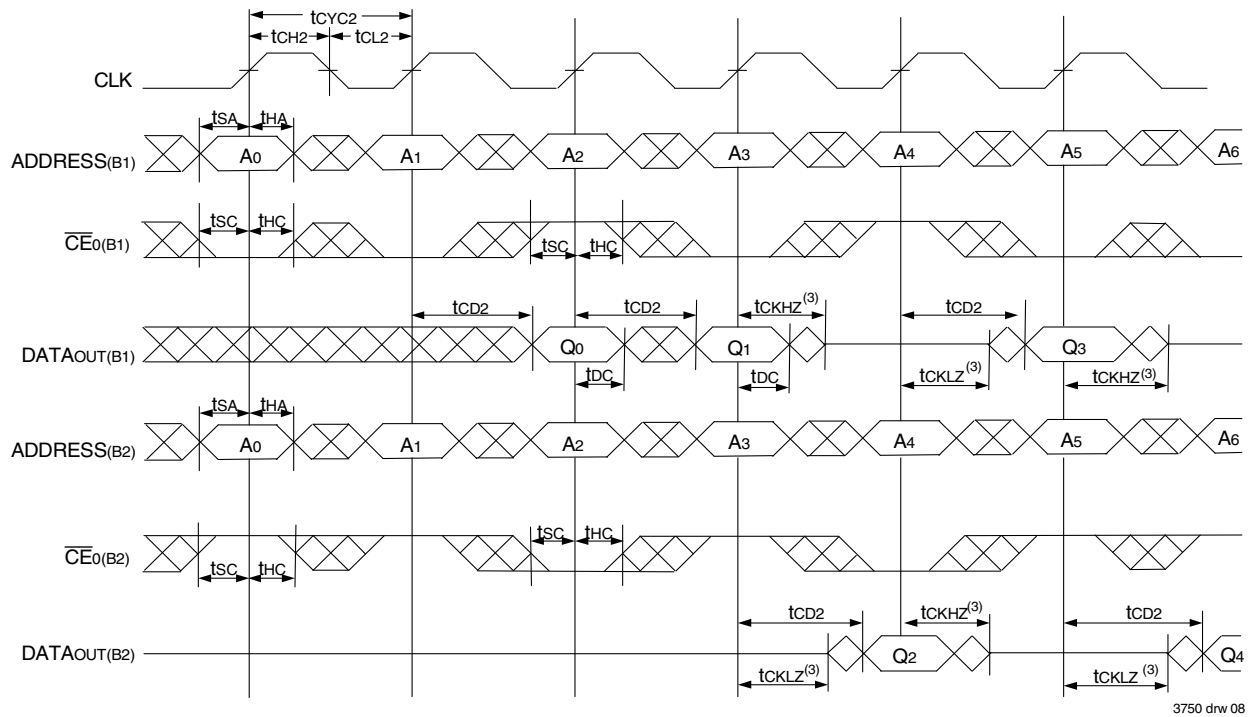 tCYC2
tCH2 tCL2
CLK
tSA tHA
ADDRESS(B1) A0 A1 A2 A3 A4 A5 A6
tSC tHC
CE0(B1)
tSC tHC
tCD2 tCD2 tCKHZ(3) tCD2
DATAOUT(B1) Q0 Q1 Q3
tDC tDC tCKLZ(3) tCKHZ(3)
tSA tHA
ADDRESS(B2) A0 A1 A2 A3 A4 A5 A6
tSC tHC
CE0(B2)
tSC tHC
tCD2 tCKHZ(3) tCD2
DATAOUT(B2) Q2 Q4
tCKLZ(3) tCKLZ(3)
3750 drw 08